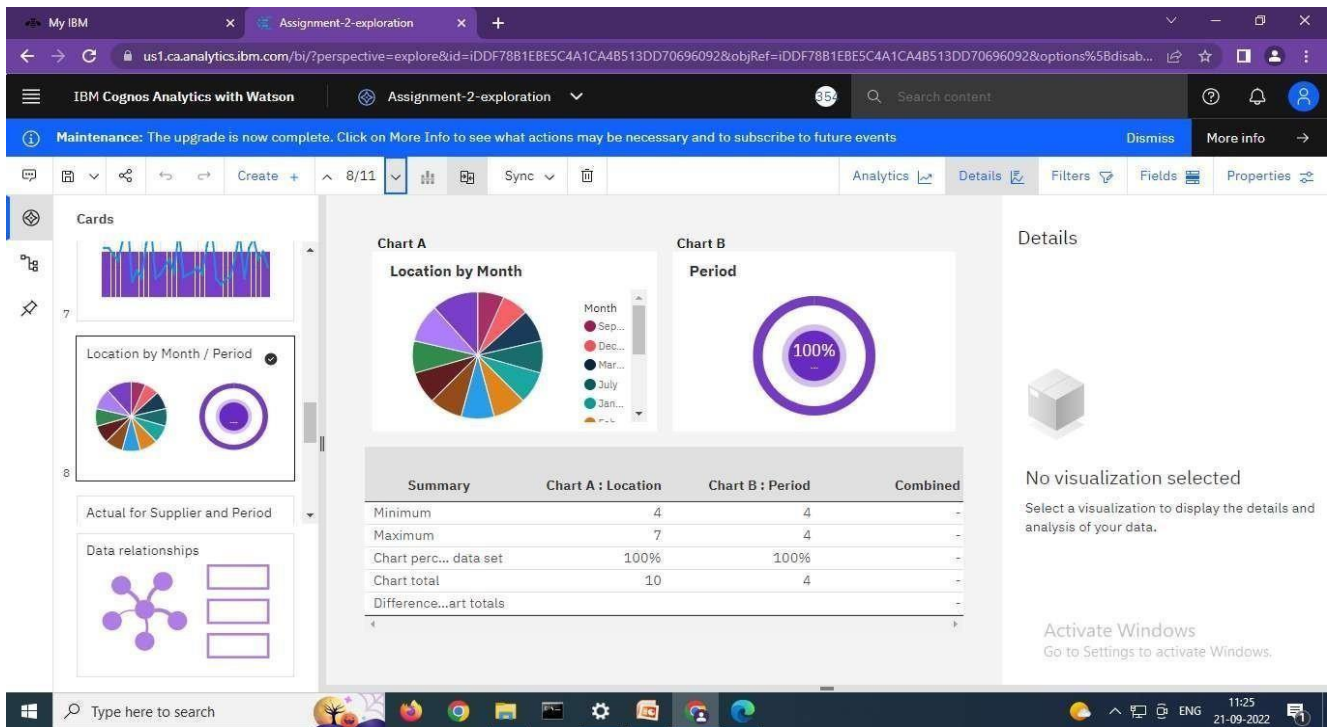 My IBM
Assignment-2-exploration
us1.ca.analytics.ibm.com/bi/?perspective=explore&id=iDDF78B1EBE5C4A1CA4B513DD70696092&objRef=iDDF78B1EBE5C4A1CA4B513DD70696092&options%5Bdisab...
IBM Cognos Analytics with Watson
Assignment-2-exploration
354
Search content
Maintenance: The upgrade is now complete. Click on More Info to see what actions may be necessary and to subscribe to future events
Dismiss
More info
Create +
8/11
Sync
Analytics
Details
Filters
Fields
Properties
Cards
7
Location by Month / Period
8
Actual for Supplier and Period
Data relationships
Chart A
Location by Month
Month
Sep...
Dec...
Mar...
July
Jan...
Feb...
Chart B
Period
100%
Summary Chart A : Location Chart B : Period Combined
Minimum 4 4 -
Maximum 7 4 -
Chart perc... data set 100% 100% -
Chart total 10 4 -
Difference...art totals -
Details
No visualization selected
Select a visualization to display the details and
analysis of your data.
Activate Windows
Go to Settings to activate Windows.
Type here to search
ENG
11:25
21-09-2022
1